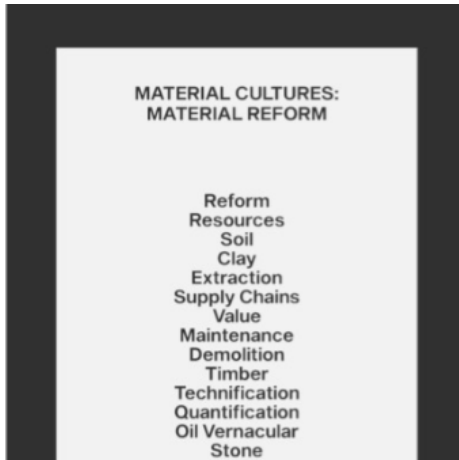 MATERIAL CULTURES:
MATERIAL REFORM
Reform
Resources
Soil
Clay
Extraction
Supply Chains
Value
Maintenance
Demolition
Timber
Technification
Quantification
Oil Vernacular
Stone